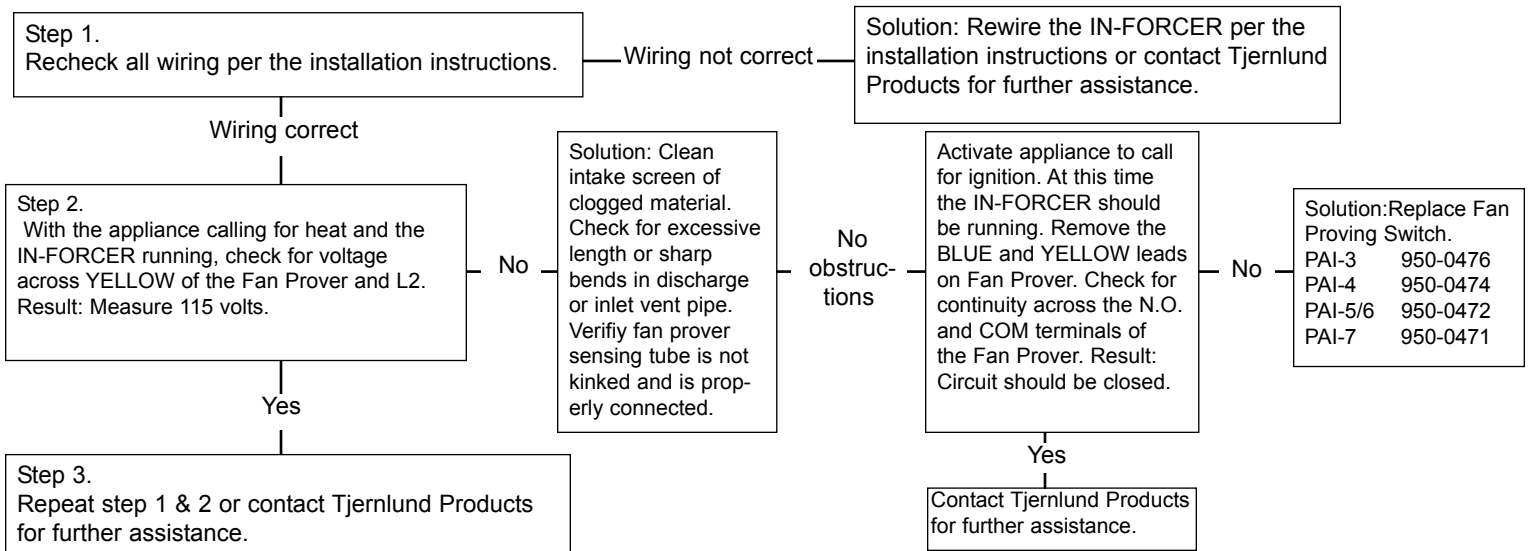 Step 1.
Recheck all wiring per the installation instructions.
Wiring not correct
Solution: Rewire the IN-FORCER per the
installation instructions or contact Tjernlund
Products for further assistance.
Wiring correct
Step 2.
With the appliance calling for heat and the
IN-FORCER running, check for voltage
across YELLOW of the Fan Prover and L2.
Result: Measure 115 volts.
No
Solution: Clean
intake screen of
clogged material.
Check for excessive
length or sharp
bends in discharge
or inlet vent pipe.
Verifiy fan prover
sensing tube is not
kinked and is prop-
erly connected.
No
obstruc-
tions
Activate appliance to call
for ignition. At this time
the IN-FORCER should
be running. Remove the
BLUE and YELLOW leads
on Fan Prover. Check for
continuity across the N.O.
and COM terminals of
the Fan Prover. Result:
Circuit should be closed.
No
Solution:Replace Fan
Proving Switch.
PAI-3 950-0476
PAI-4 950-0474
PAI-5/6 950-0472
PAI-7 950-0471
Yes
Step 3.
Repeat step 1 & 2 or contact Tjernlund Products
for further assistance.
Yes
Contact Tjernlund Products
for further assistance.